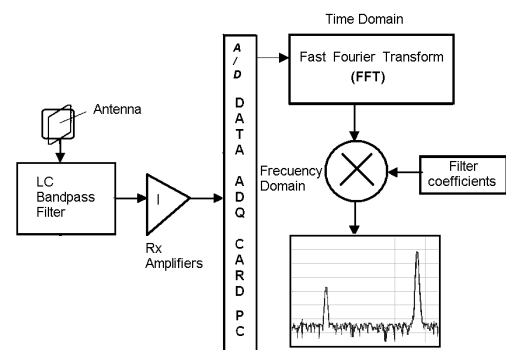 Time Domain
Antenna
LC
Bandpass
Filter
I
Rx
Amplifiers
A
/
D
D
A
T
A
A
D
Q
C
A
R
D
P
C
Fast Fourier Transform
(FFT)
Frecuency
Domain
Filter
coefficients